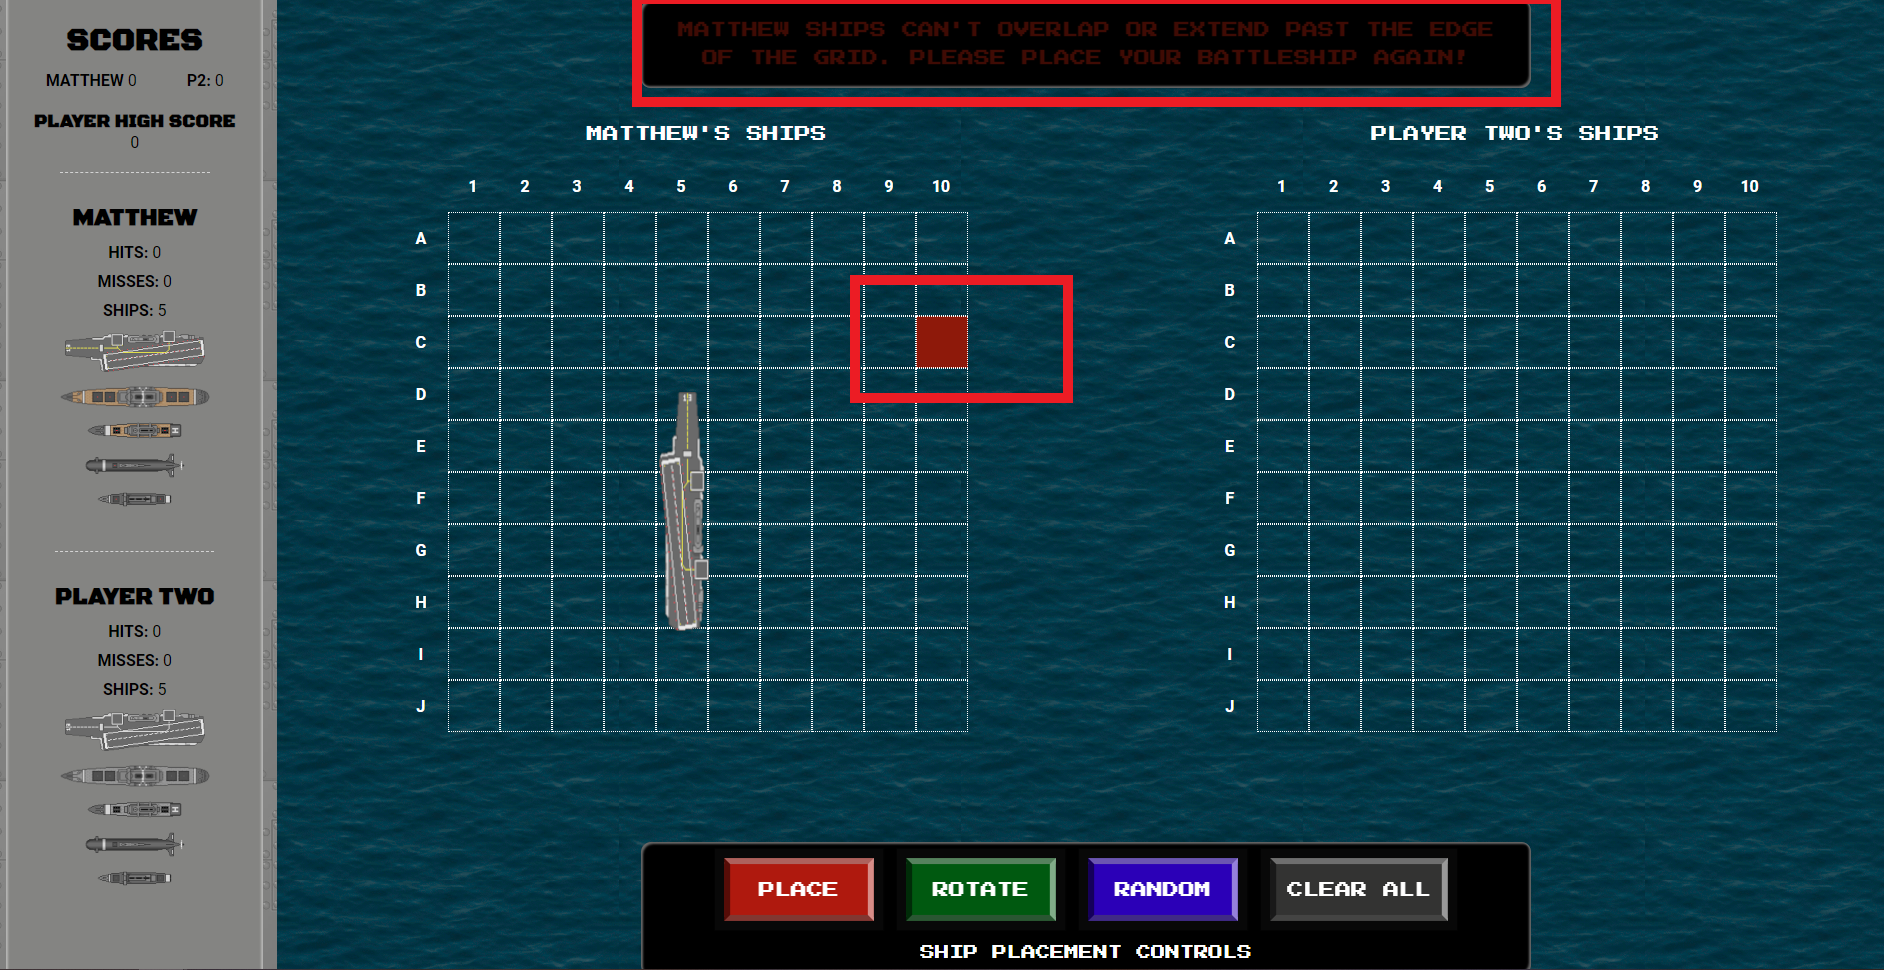 SCORES
MATTHEW 0 P2: 0
PLAYER HIGH SCORE
0
MATTHEW
HITS: 0
MISSES: 0
SHIPS: 5
PLAYER TWO
HITS: 0
MISSES: 0
SHIPS: 5
MATTHEW SHIPS CAN'T OVERLAP OR EXTEND PAST THE EDGE
OF THE GRID. PLEASE PLACE YOUR BATTLESHIP AGAIN!
MATTHEW'S SHIPS
1 2 3 4 5 6 7 8 9 10
A
B
C
D
E
F
G
H
I
J
PLAYER TWO'S SHIPS
1 2 3 4 5 6 7 8 9 10
A
B
C
D
E
F
G
H
I
J
PLACE ROTATE RANDOM CLEAR ALL
SHIP PLACEMENT CONTROLS